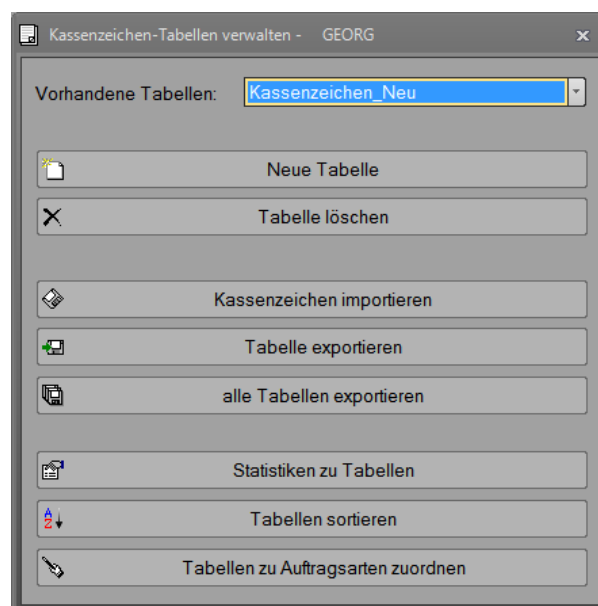 Kassenzeichen-Tabellen verwalten - GEORG
Vorhandene Tabellen: Kassenzeichen_Neu
Neue Tabelle
Tabelle löschen
Kassenzeichen importieren
Tabelle exportieren
alle Tabellen exportieren
Statistiken zu Tabellen
Tabellen sortieren
Tabellen zu Auftragsarten zuordnen